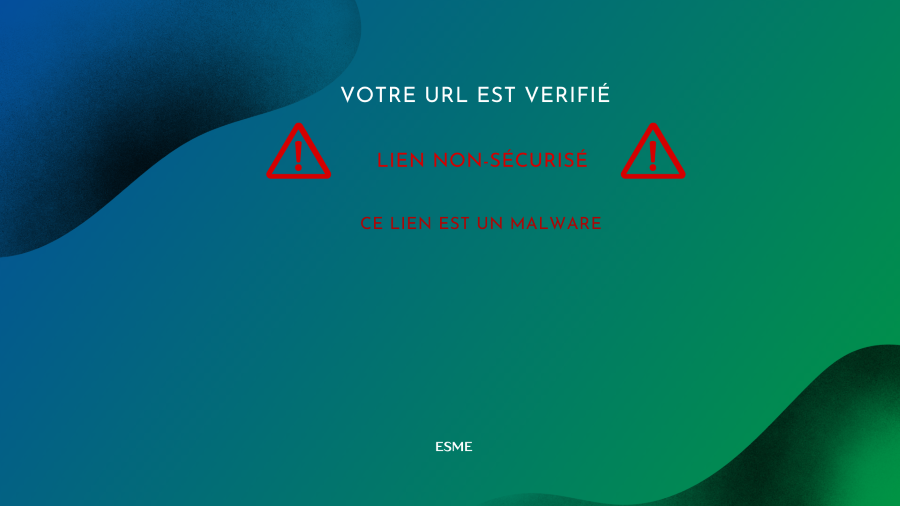 VOTRE URL EST VERIFIÉ
LIEN NON-SÉCURISÉ
CE LIEN EST UN MALWARE
ESME